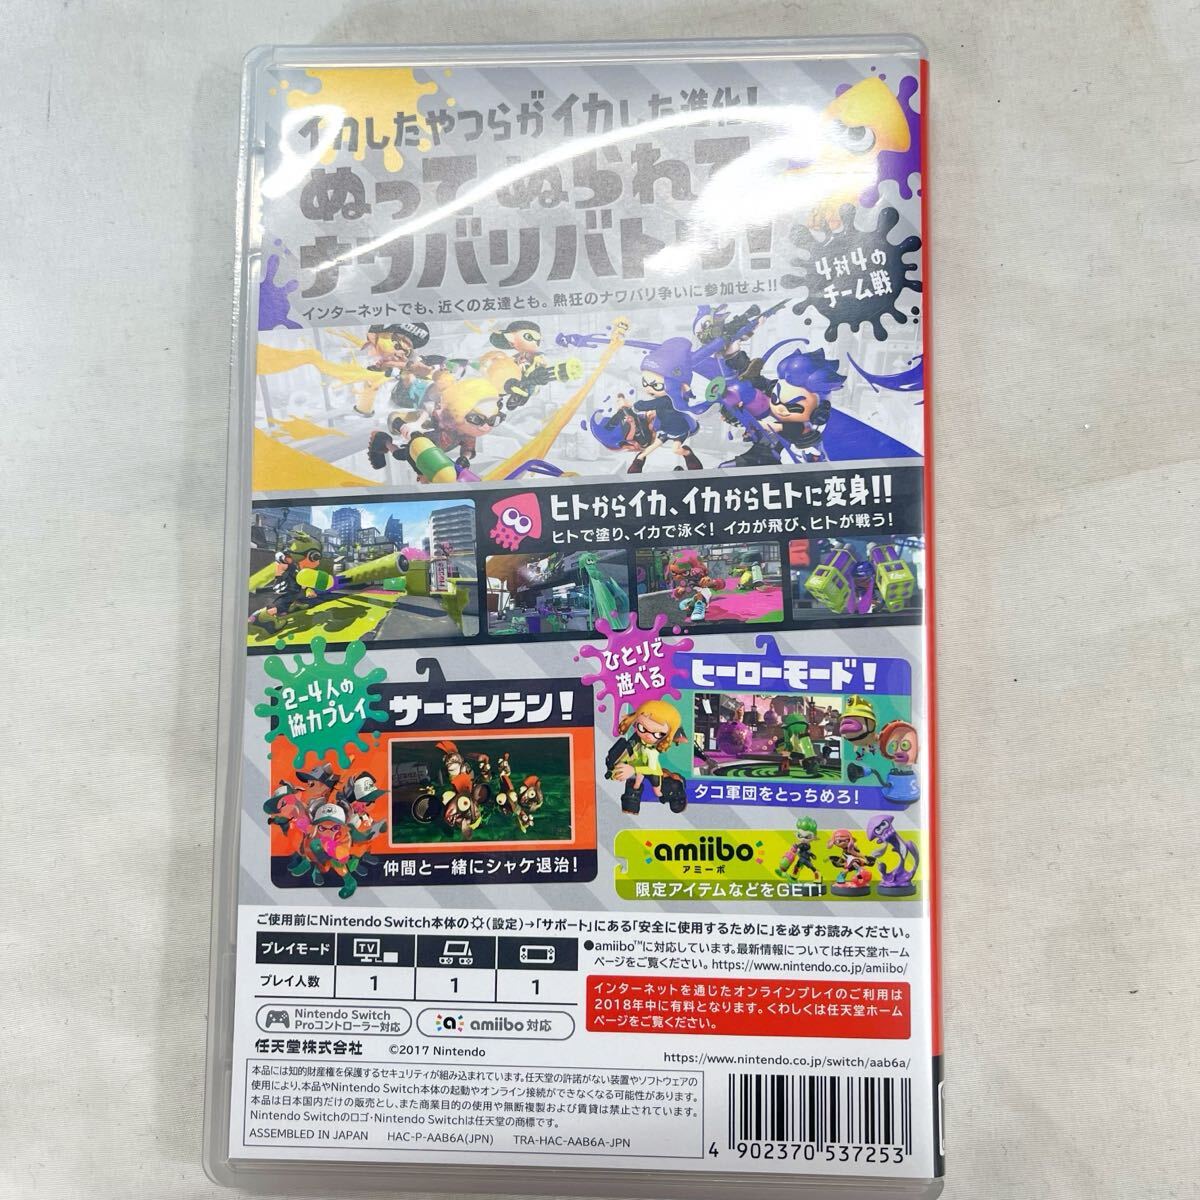 イカしたやつらがイカした進化!
ぬって ぬられて
ナワバリバトル!
4対4の
チーム戦
インターネットでも、近くの友達とも。熱狂のナワバリ争いに参加せよ!!
ヒトからイカ、イカからヒトに変身!!
ヒトで塗り、イカで泳ぐ! イカが飛び、ヒトが戦う!
2-4人の
協力プレイ
サーモンラン!
仲間と一緒にシャケ退治!
ひとりで
遊べる
ヒーローモード!
タコ軍団をとっちめろ!
amiibo
アミーボ
限定アイテムなどをGET!
ご使用前にNintendo Switch本体の(設定)→「サポート」にある「安全に使用するために」を必ずお読みください。
プレイモード TV
プレイ人数 1 1 1
●amiibo™に対応しています。最新情報については任天堂ホーム
ページをご覧ください。https://www.nintendo.co.jp/amiibo/
インターネットを通じたオンラインプレイのご利用は
2018年中に有料となります。くわしくは任天堂ホーム
ページをご覧ください。
Nintendo Switch
Proコントローラー対応
amiibo 対応
任天堂株式会社 ©2017 Nintendo
https://www.nintendo.co.jp/switch/aab6a/
本品には知的財産権を保護するセキュリティが組み込まれています。任天堂の許諾がない装置やソフトウェアの
使用により、本品やNintendo Switch本体の起動やオンライン接続ができなくなる可能性があります。
本品は日本国内だけの販売とし、また商業目的の使用や無断複製および賃貸は禁止されています。
Nintendo Switchのロゴ・Nintendo Switchは任天堂の商標です。
ASSEMBLED IN JAPAN HAC-P-AAB6A(JPN) TRA-HAC-AAB6A-JPN
4 902370 537253